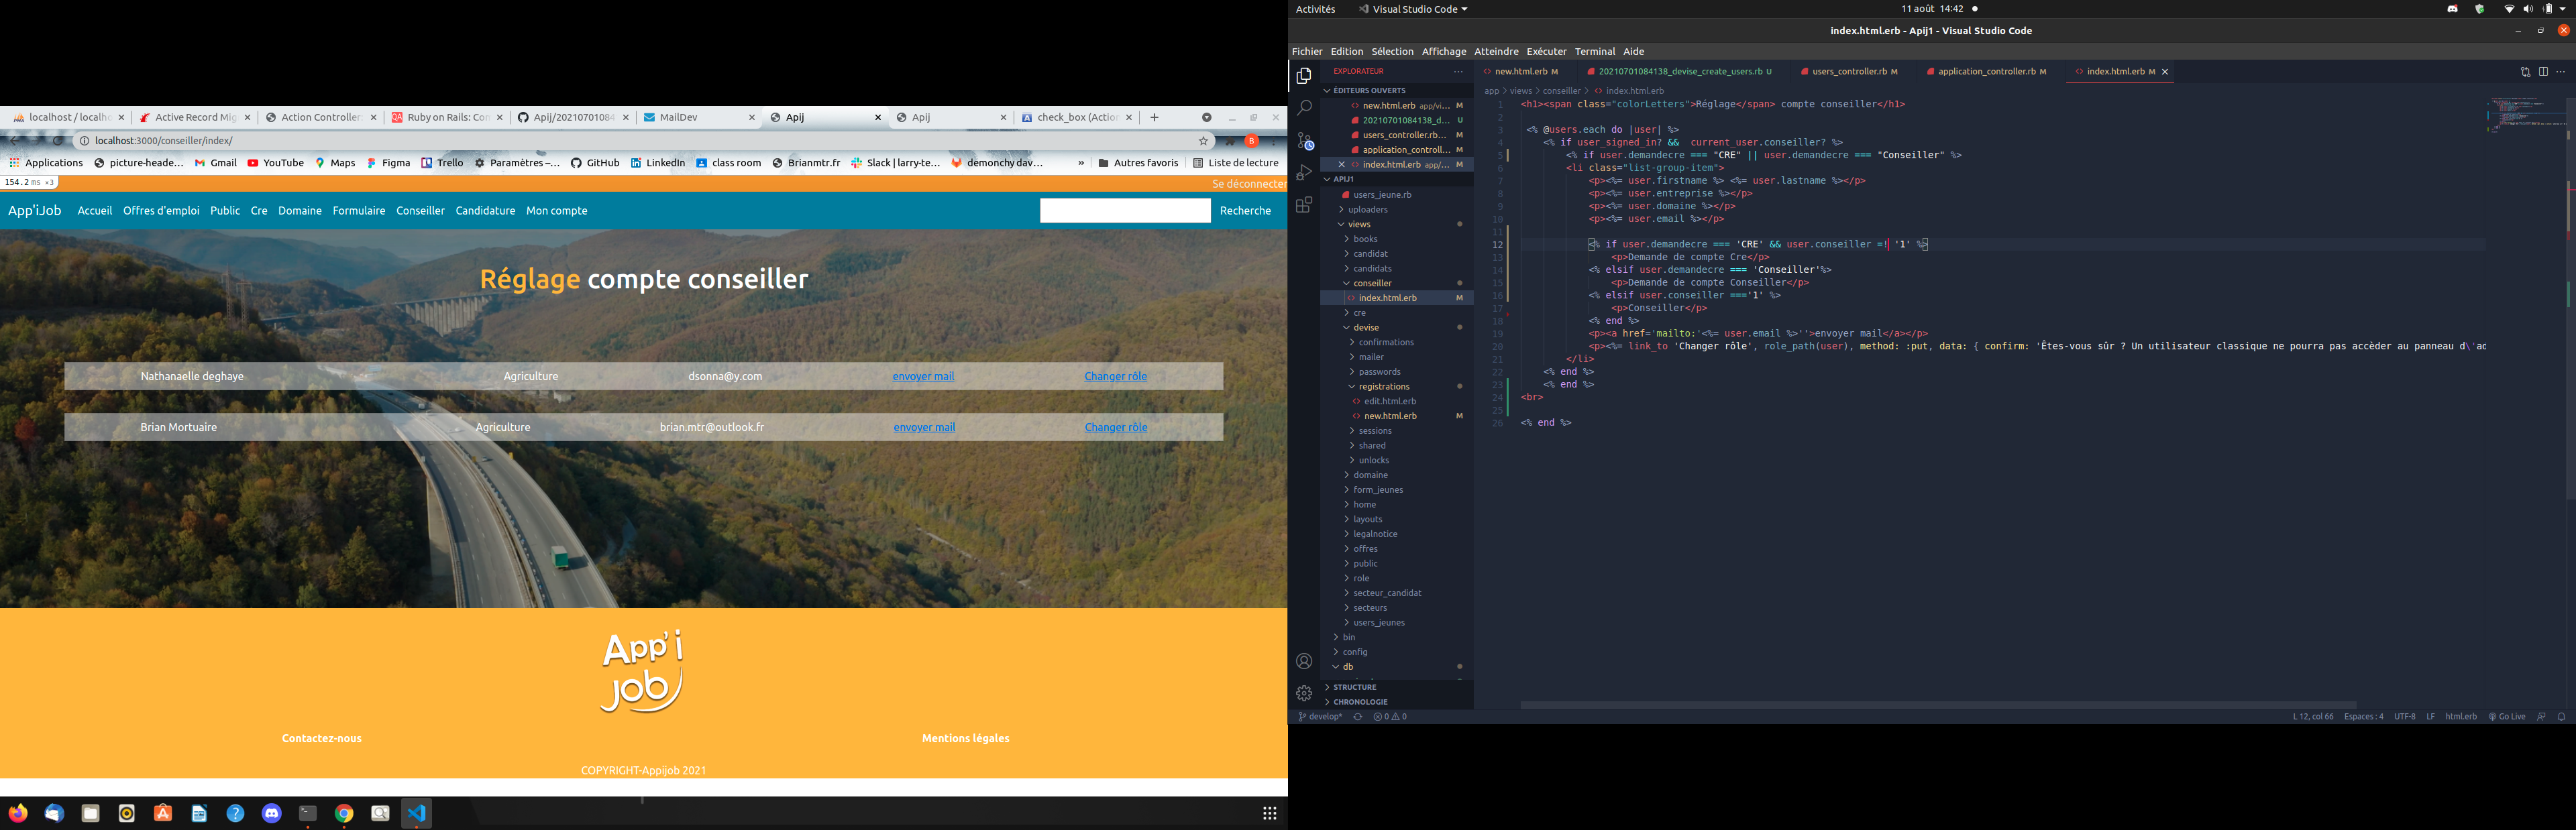 localhost / localho
Active Record Mig
Action Controller:
Ruby on Rails: Con
Apij/20210701084
MailDev
Apij
Apij
check_box (Action
localhost:3000/conseiller/index/
B
Applications
picture-heade...
Gmail
YouTube
Maps
Figma
Trello
Paramètres –...
GitHub
LinkedIn
class room
Brianmtr.fr
Slack | larry-te...
demonchy dav...
»
Autres favoris
Liste de lecture
154.2 ms ×3
Se déconnecter
App'iJob Accueil Offres d'emploi Public Cre Domaine Formulaire Conseiller Candidature Mon compte Recherche
Réglage compte conseiller
Nathanaelle deghaye Agriculture dsonna@y.com envoyer mail Changer rôle
Brian Mortuaire Agriculture brian.mtr@outlook.fr envoyer mail Changer rôle
App'i
job
Contactez-nous Mentions légales
COPYRIGHT-Appijob 2021
Activités Visual Studio Code 11 août 14:42
index.html.erb - Apij1 - Visual Studio Code
Fichier Edition Sélection Affichage Atteindre Exécuter Terminal Aide
EXPLORATEUR
new.html.erb M
20210701084138_devise_create_users.rb U
users_controller.rb M
application_controller.rb M
index.html.erb M
ÉDITEURS OUVERTS
new.html.erb app/vi... M
20210701084138_d... U
users_controller.rb... M
application_controll... M
index.html.erb app/... M
APIJ1
users_jeune.rb
uploaders
views
books
candidat
candidats
conseiller
index.html.erb M
cre
devise
confirmations
mailer
passwords
registrations
edit.html.erb
new.html.erb M
sessions
shared
unlocks
domaine
form_jeunes
home
layouts
legalnotice
offres
public
role
secteur_candidat
secteurs
users_jeunes
bin
config
db
STRUCTURE
CHRONOLOGIE
app > views > conseiller > index.html.erb
1 <h1><span class="colorLetters">Réglage</span> compte conseiller</h1>
2
3 <% @users.each do |user| %>
4 <% if user_signed_in? && current_user.conseiller? %>
5 <% if user.demandecre === "CRE" || user.demandecre === "Conseiller" %>
6 <li class="list-group-item">
7 <p><%= user.firstname %> <%= user.lastname %></p>
8 <p><%= user.entreprise %></p>
9 <p><%= user.domaine %></p>
10 <p><%= user.email %></p>
11
12 <% if user.demandecre === 'CRE' && user.conseiller =! '1' %>
13 <p>Demande de compte Cre</p>
14 <% elsif user.demandecre === 'Conseiller'%>
15 <p>Demande de compte Conseiller</p>
16 <% elsif user.conseiller ==='1' %>
17 <p>Conseiller</p>
18 <% end %>
19 <p><a href='mailto:'<%= user.email %>''>envoyer mail</a></p>
20 <p><%= link_to 'Changer rôle', role_path(user), method: :put, data: { confirm: 'Êtes-vous sûr ? Un utilisateur classique ne pourra pas accèder au panneau d\'ad
21 </li>
22 <% end %>
23 <% end %>
24 <br>
25
26 <% end %>
develop* 0 0 L 12, col 66 Espaces : 4 UTF-8 LF html.erb Go Live